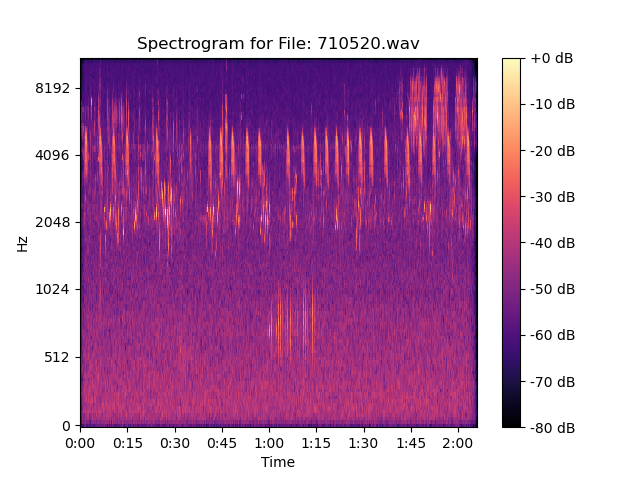 Spectrogram for File: 710520.wav
Hz
8192
4096
2048
1024
512
0
0:00 0:15 0:30 0:45 1:00 1:15 1:30 1:45 2:00
Time
+0 dB
-10 dB
-20 dB
-30 dB
-40 dB
-50 dB
-60 dB
-70 dB
-80 dB